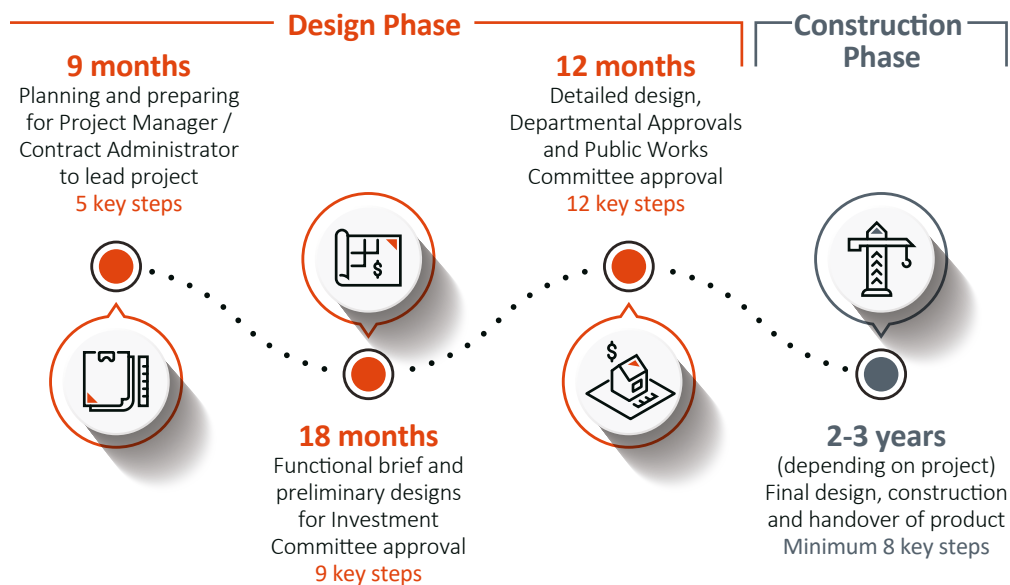 Design Phase
9 months
Planning and preparing
for Project Manager /
Contract Administrator
to lead project
5 key steps
$
18 months
Functional brief and
preliminary designs
for Investment
Committee approval
9 key steps
12 months
Detailed design,
Departmental Approvals
and Public Works
Committee approval
12 key steps
$
Construction
Phase
2-3 years
(depending on project)
Final design, construction
and handover of product
Minimum 8 key steps